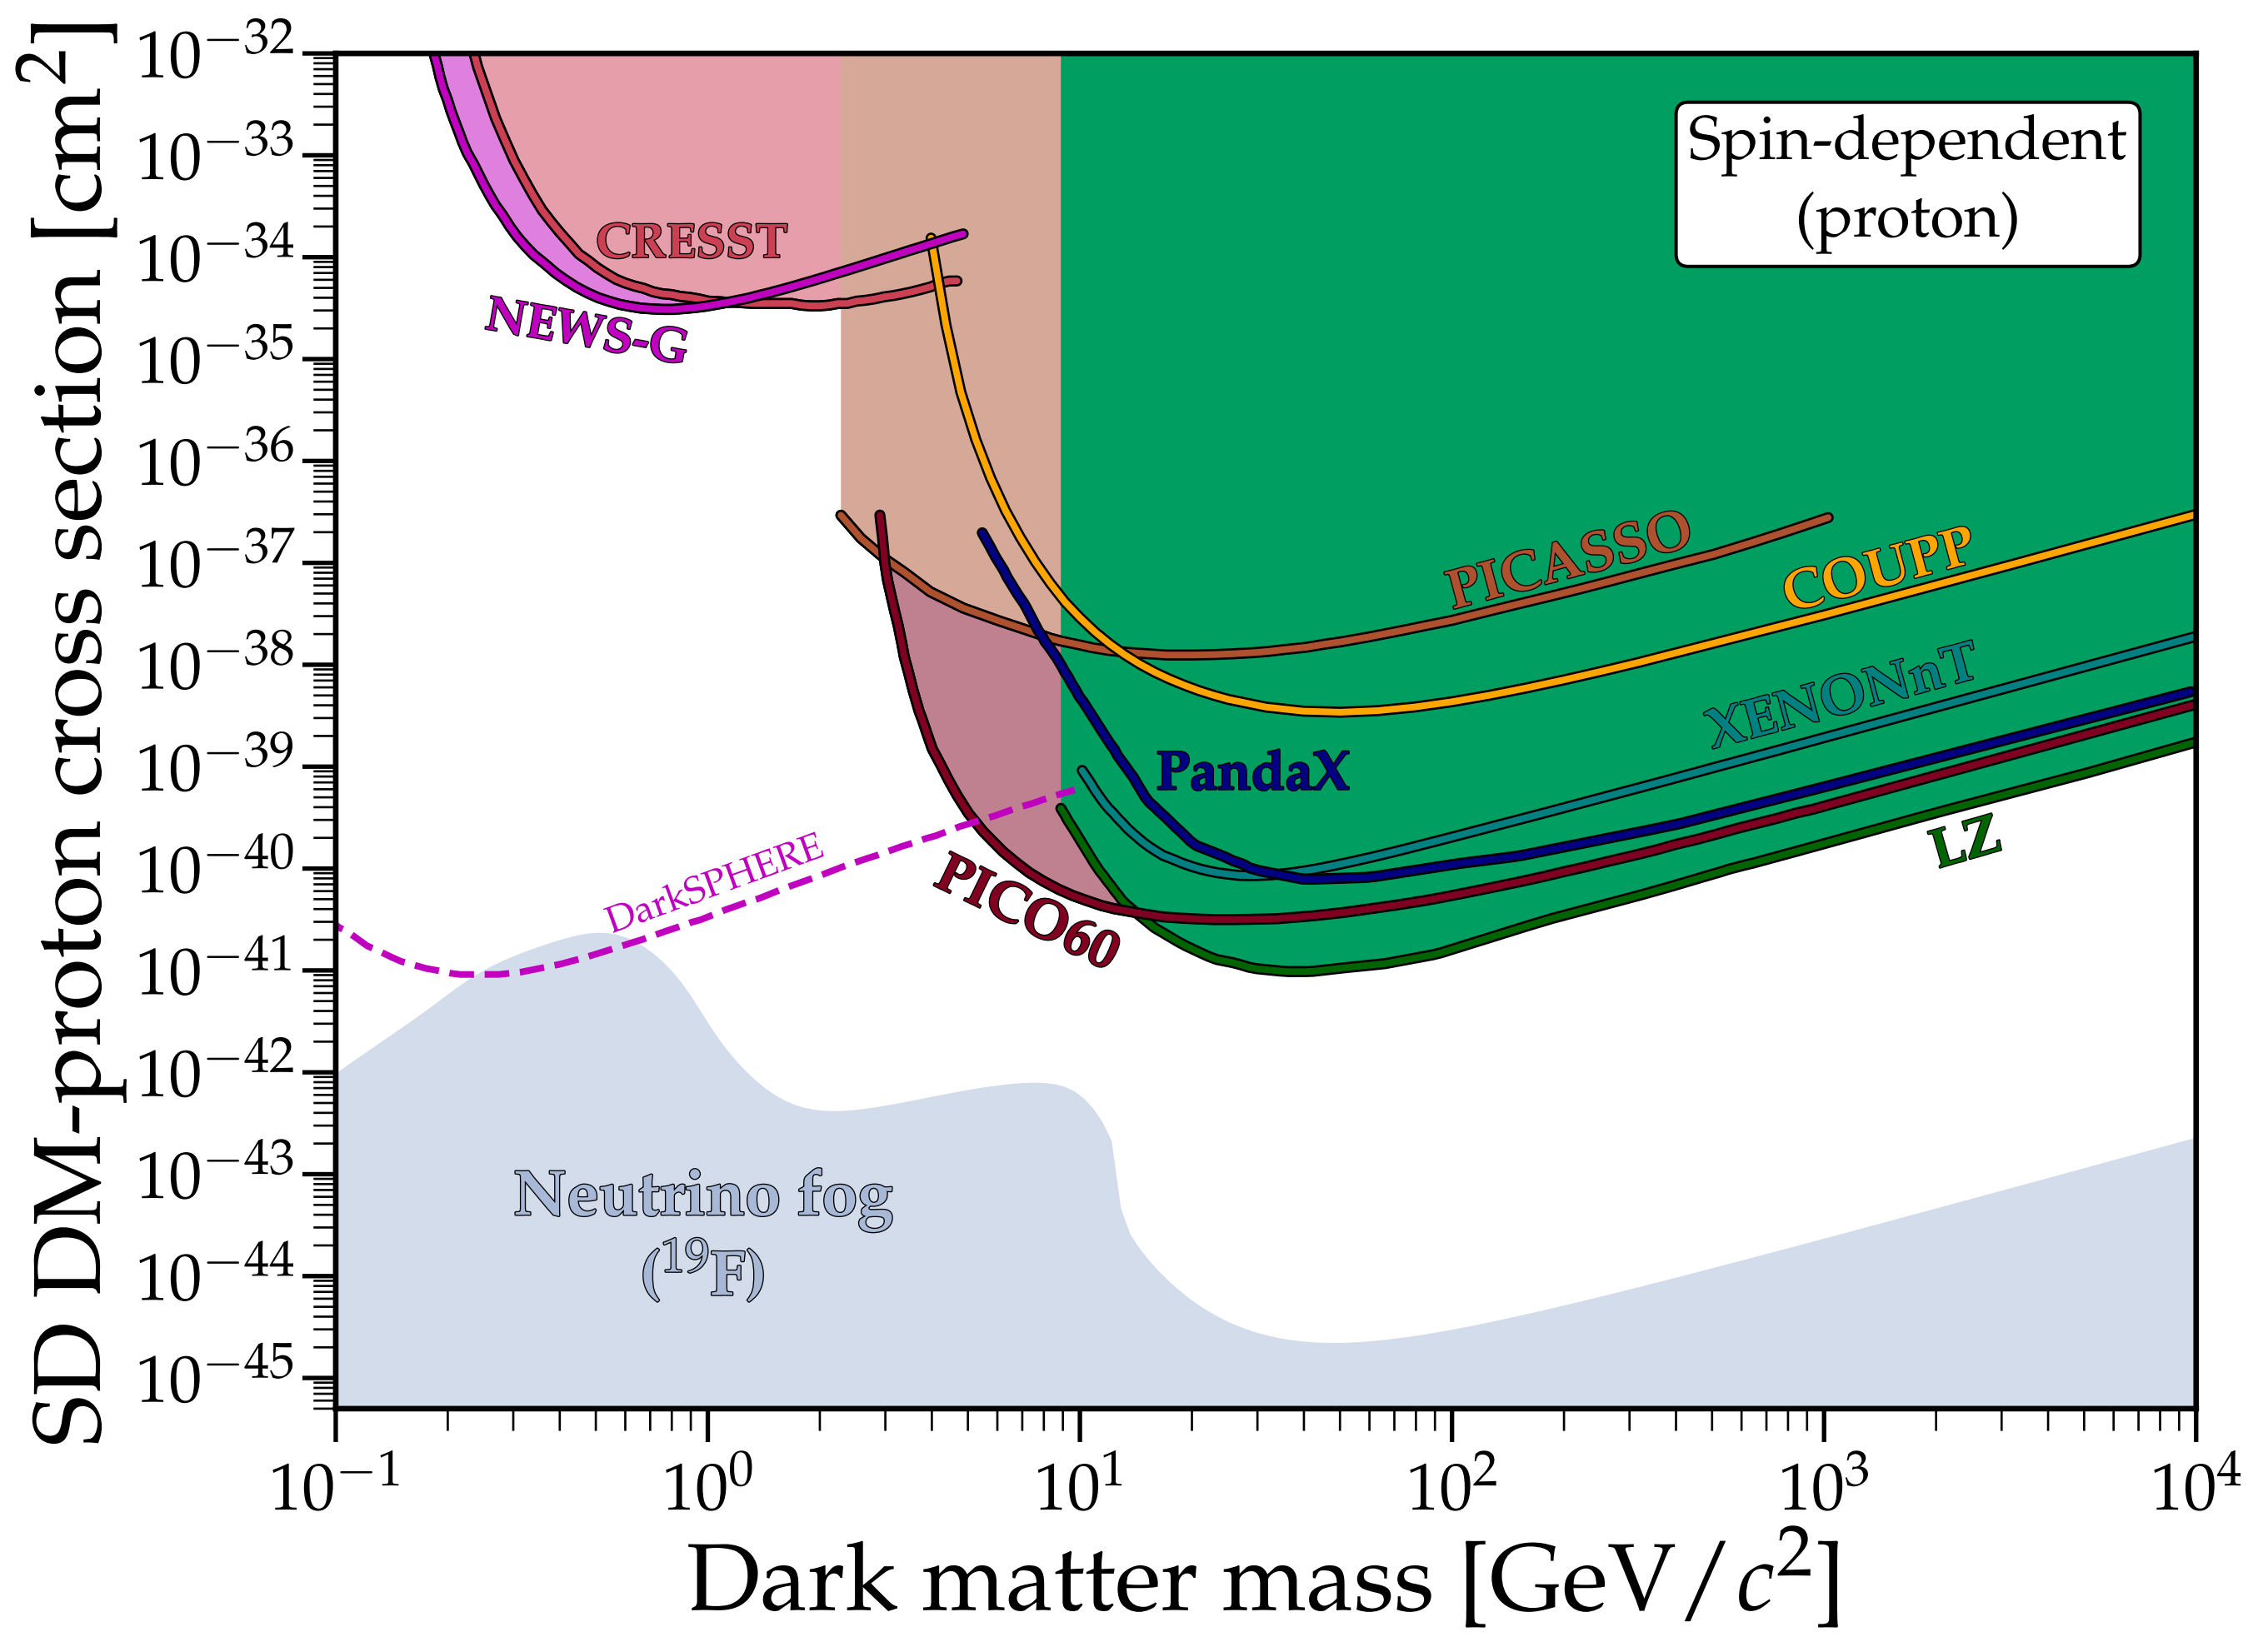 SD DM-proton cross section [cm²]
10⁻³²
10⁻³³
10⁻³⁴
10⁻³⁵
10⁻³⁶
10⁻³⁷
10⁻³⁸
10⁻³⁹
10⁻⁴⁰
10⁻⁴¹
10⁻⁴²
10⁻⁴³
10⁻⁴⁴
10⁻⁴⁵
Spin-dependent
(proton)
CRESST
NEWS-G
PICASSO
COUPP
XENONnT
PandaX
LZ
DarkSPHERE
PICO60
Neutrino fog
(¹⁹F)
10⁻¹ 10⁰ 10¹ 10² 10³ 10⁴
Dark matter mass [GeV/c²]